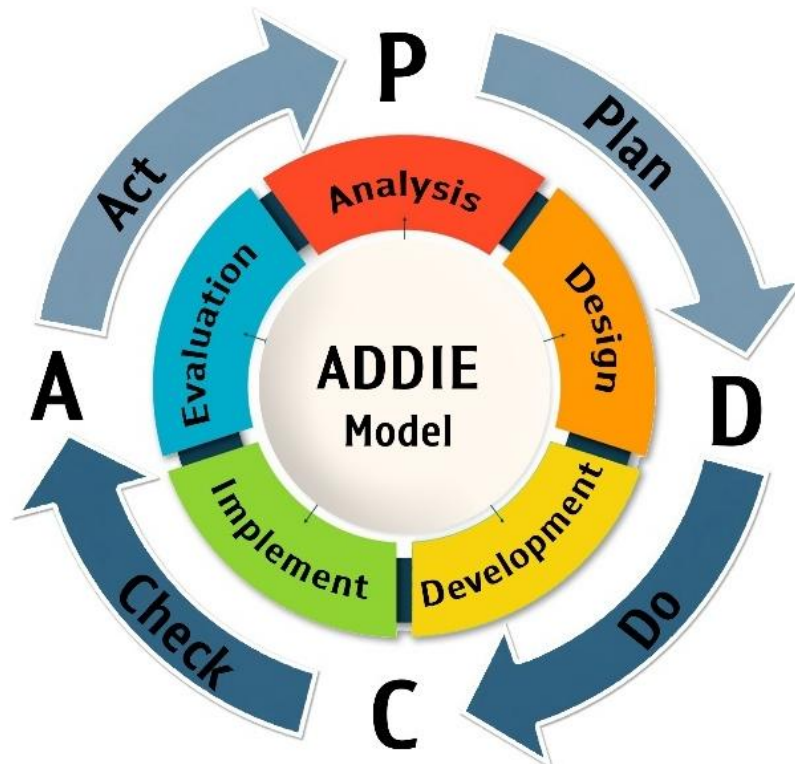 P
Plan
D
Do
C
Check
A
Act
Analysis
Design
Development
Implement
Evaluation
ADDIE
Model